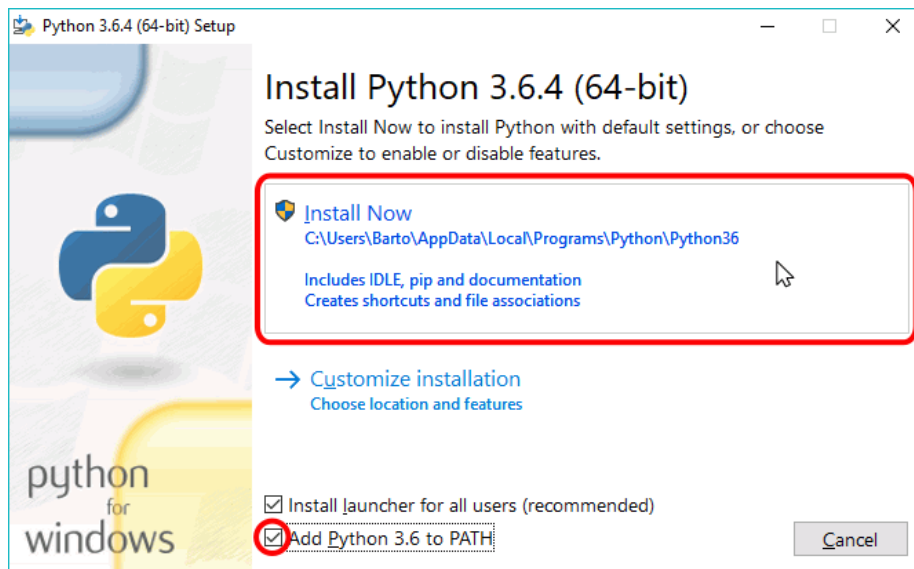 Python 3.6.4 (64-bit) Setup
Install Python 3.6.4 (64-bit)
Select Install Now to install Python with default settings, or choose
Customize to enable or disable features.
Install Now
C:\Users\Barto\AppData\Local\Programs\Python\Python36
Includes IDLE, pip and documentation
Creates shortcuts and file associations
Customize installation
Choose location and features
python
for
windows
Install launcher for all users (recommended)
Add Python 3.6 to PATH
Cancel